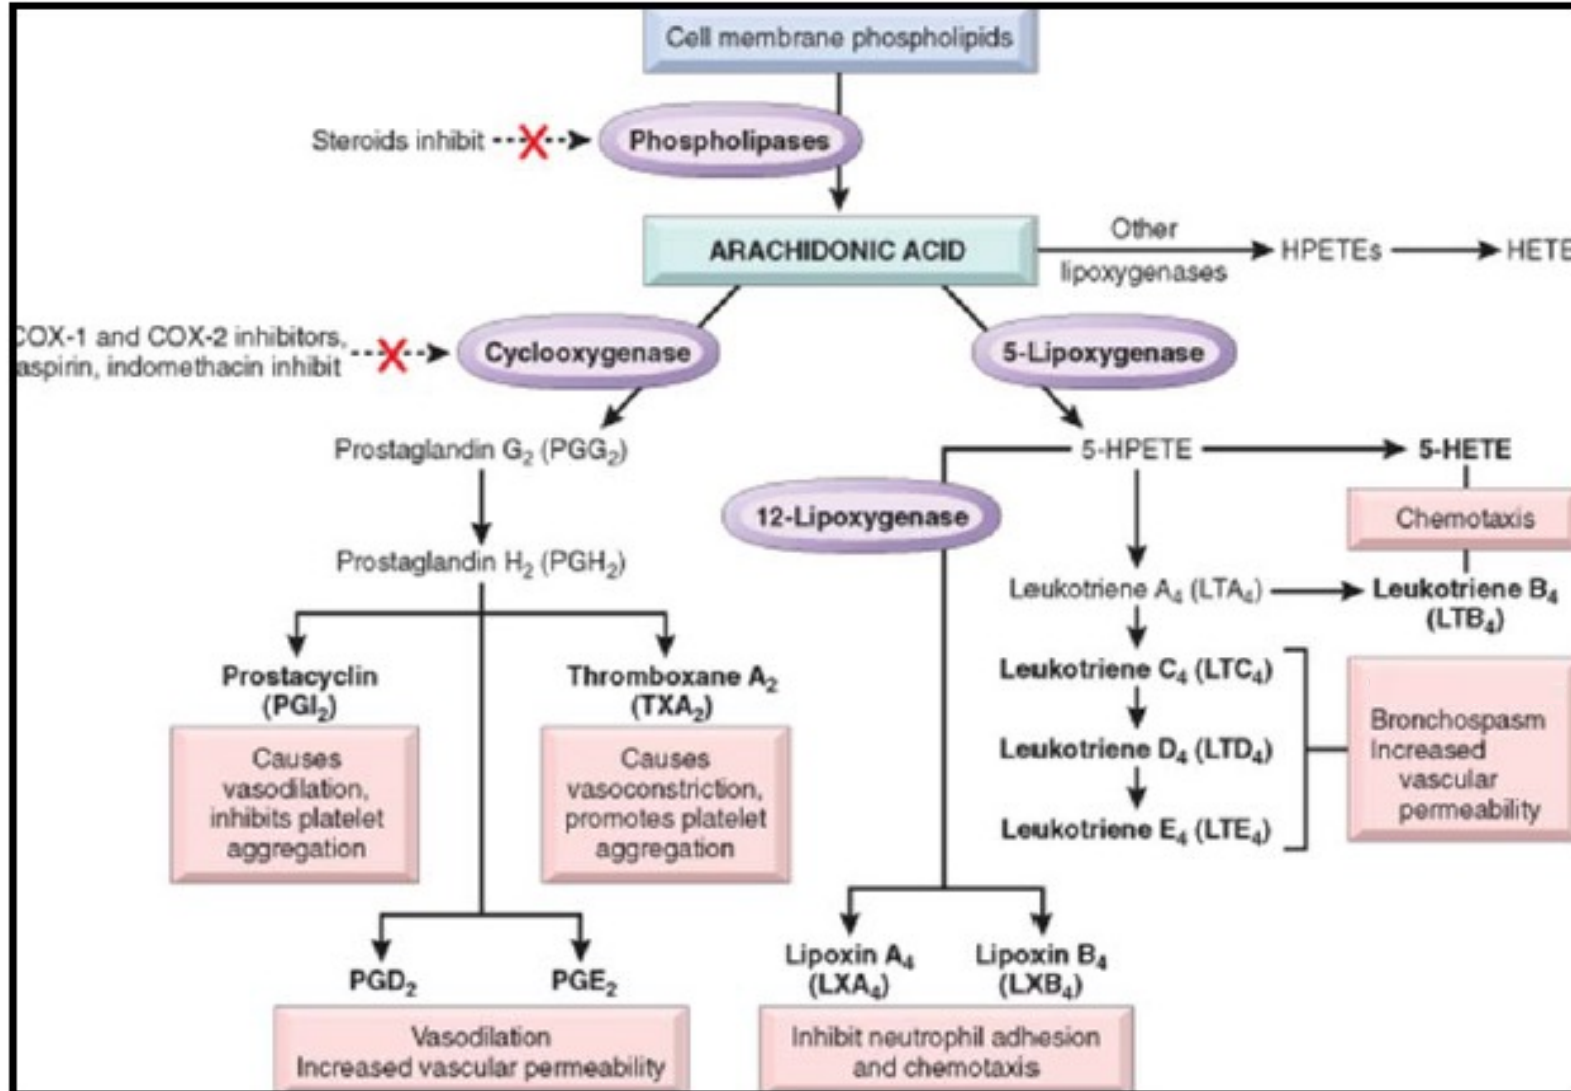 Cell membrane phospholipids
Steroids inhibit
Phospholipases
ARACHIDONIC ACID
Other
lipoxygenases
HPETEs
HETE
COX-1 and COX-2 inhibitors,
aspirin, indomethacin inhibit
Cyclooxygenase
5-Lipoxygenase
Prostaglandin G₂ (PGG₂)
5-HPETE
5-HETE
12-Lipoxygenase
Chemotaxis
Prostaglandin H₂ (PGH₂)
Leukotriene A₄ (LTA₄)
Leukotriene B₄
(LTB₄)
Prostacyclin
(PGI₂)
Thromboxane A₂
(TXA₂)
Leukotriene C₄ (LTC₄)
Leukotriene D₄ (LTD₄)
Leukotriene E₄ (LTE₄)
Bronchospasm
Increased
vascular
permeability
Causes
vasodilation,
inhibits platelet
aggregation
Causes
vasoconstriction,
promotes platelet
aggregation
PGD₂
PGE₂
Vasodilation
Increased vascular permeability
Lipoxin A₄
(LXA₄)
Lipoxin B₄
(LXB₄)
Inhibit neutrophil adhesion
and chemotaxis